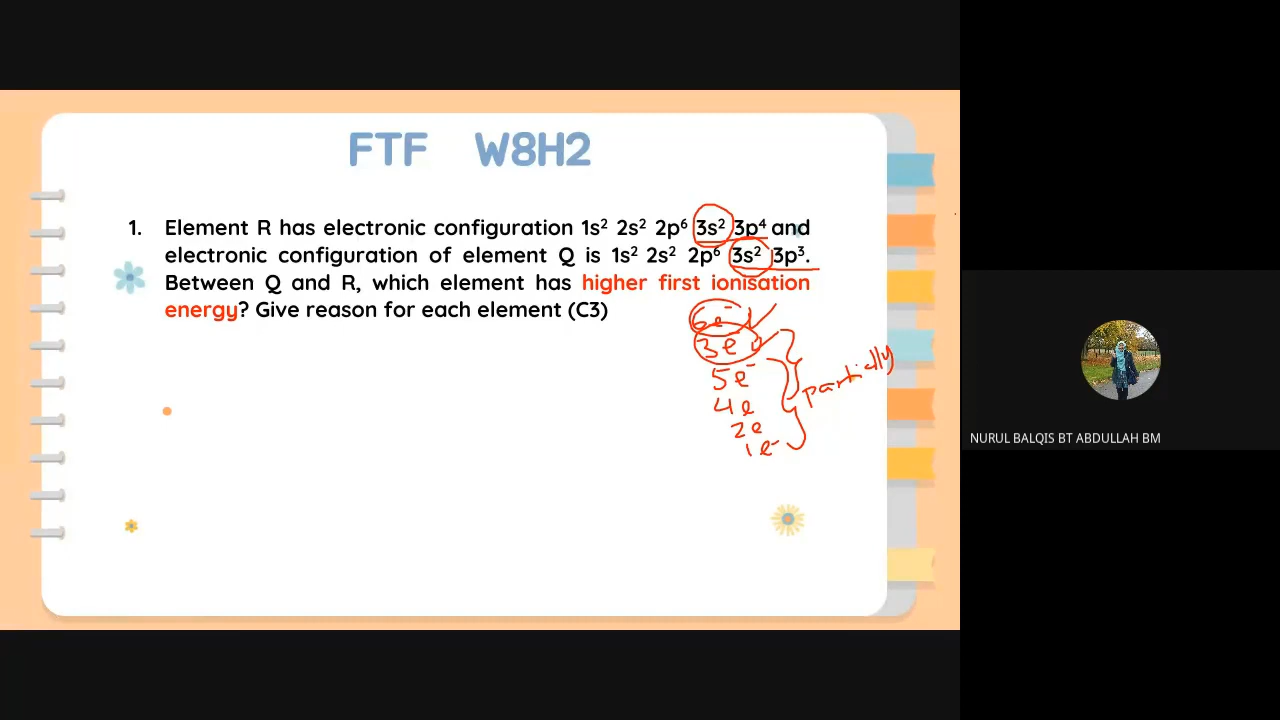 FTF W8H2
1. Element R has electronic configuration 1s² 2s² 2p⁶ 3s² 3p⁴ and
electronic configuration of element Q is 1s² 2s² 2p⁶ 3s² 3p³.
Between Q and R, which element has higher first ionisation
energy? Give reason for each element (C3)
6e⁻
3e⁻
5e⁻
4e
2e
1e⁻
partially
NURUL BALQIS BT ABDULLAH BM